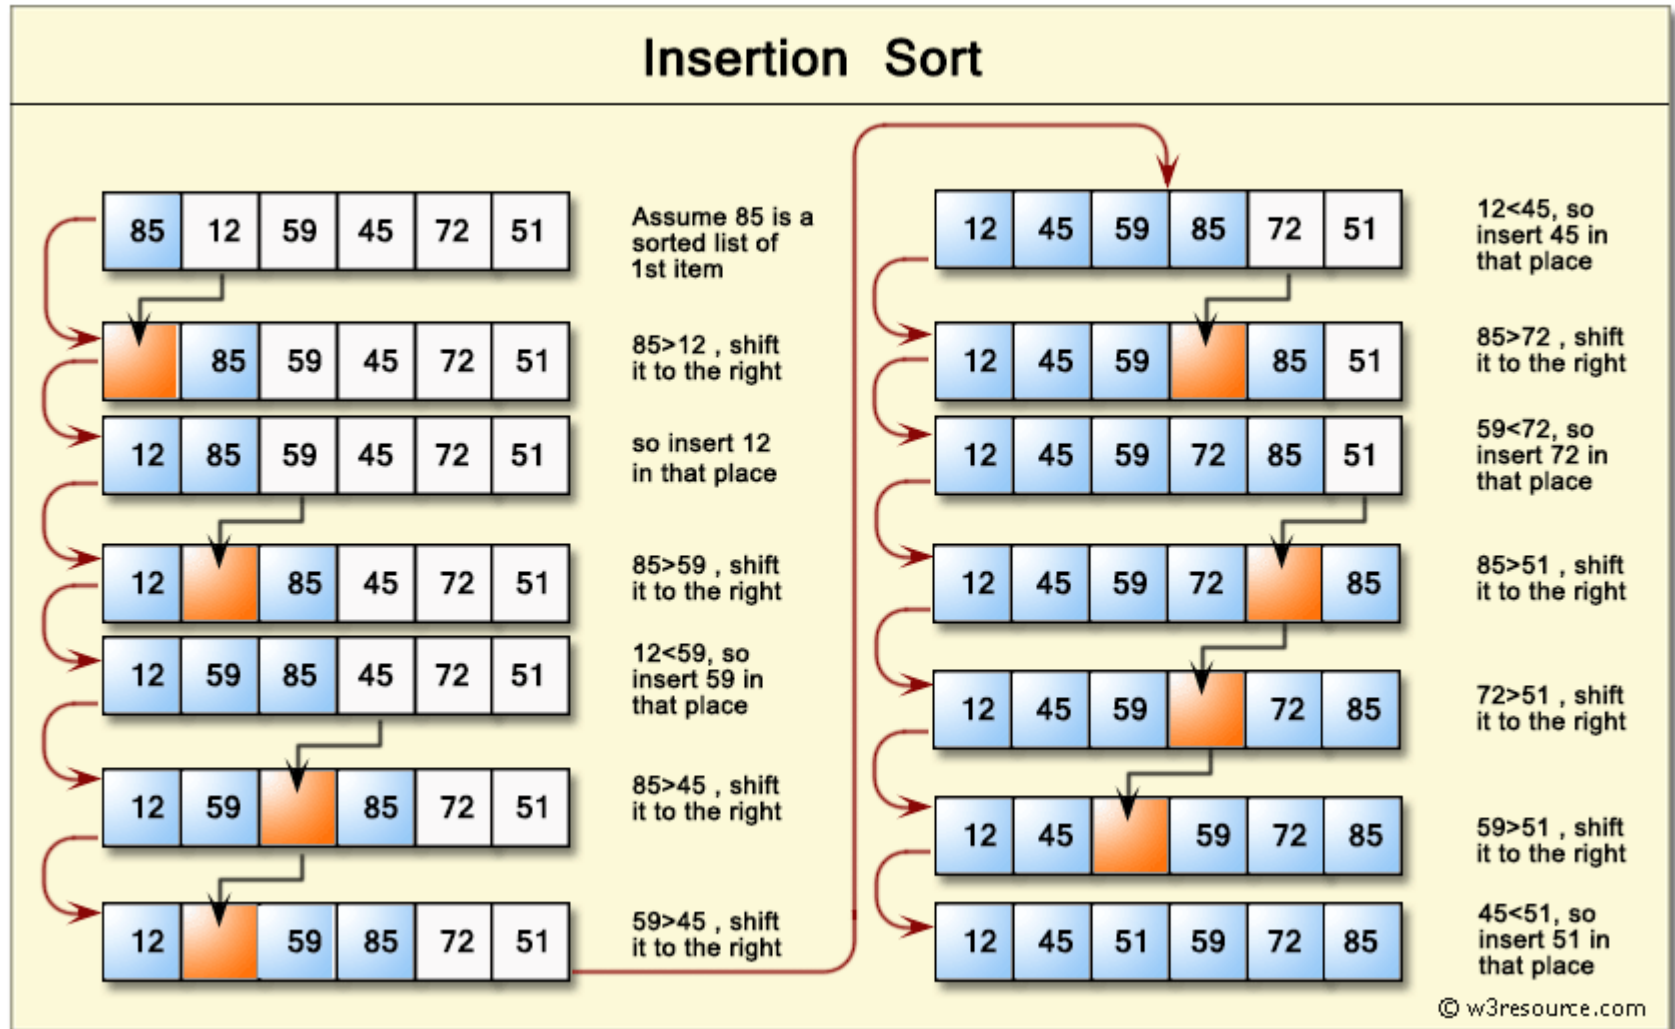 Insertion Sort
85 12 59 45 72 51
Assume 85 is a
sorted list of
1st item
85 59 45 72 51
85>12 , shift
it to the right
12 85 59 45 72 51
so insert 12
in that place
12 85 45 72 51
85>59 , shift
it to the right
12 59 85 45 72 51
12<59, so
insert 59 in
that place
12 59 85 72 51
85>45 , shift
it to the right
12 59 85 72 51
59>45 , shift
it to the right
12 45 59 85 72 51
12<45, so
insert 45 in
that place
12 45 59 85 51
85>72 , shift
it to the right
12 45 59 72 85 51
59<72, so
insert 72 in
that place
12 45 59 72 85
85>51 , shift
it to the right
12 45 59 72 85
72>51 , shift
it to the right
12 45 59 72 85
59>51 , shift
it to the right
12 45 51 59 72 85
45<51, so
insert 51 in
that place
© w3resource.com